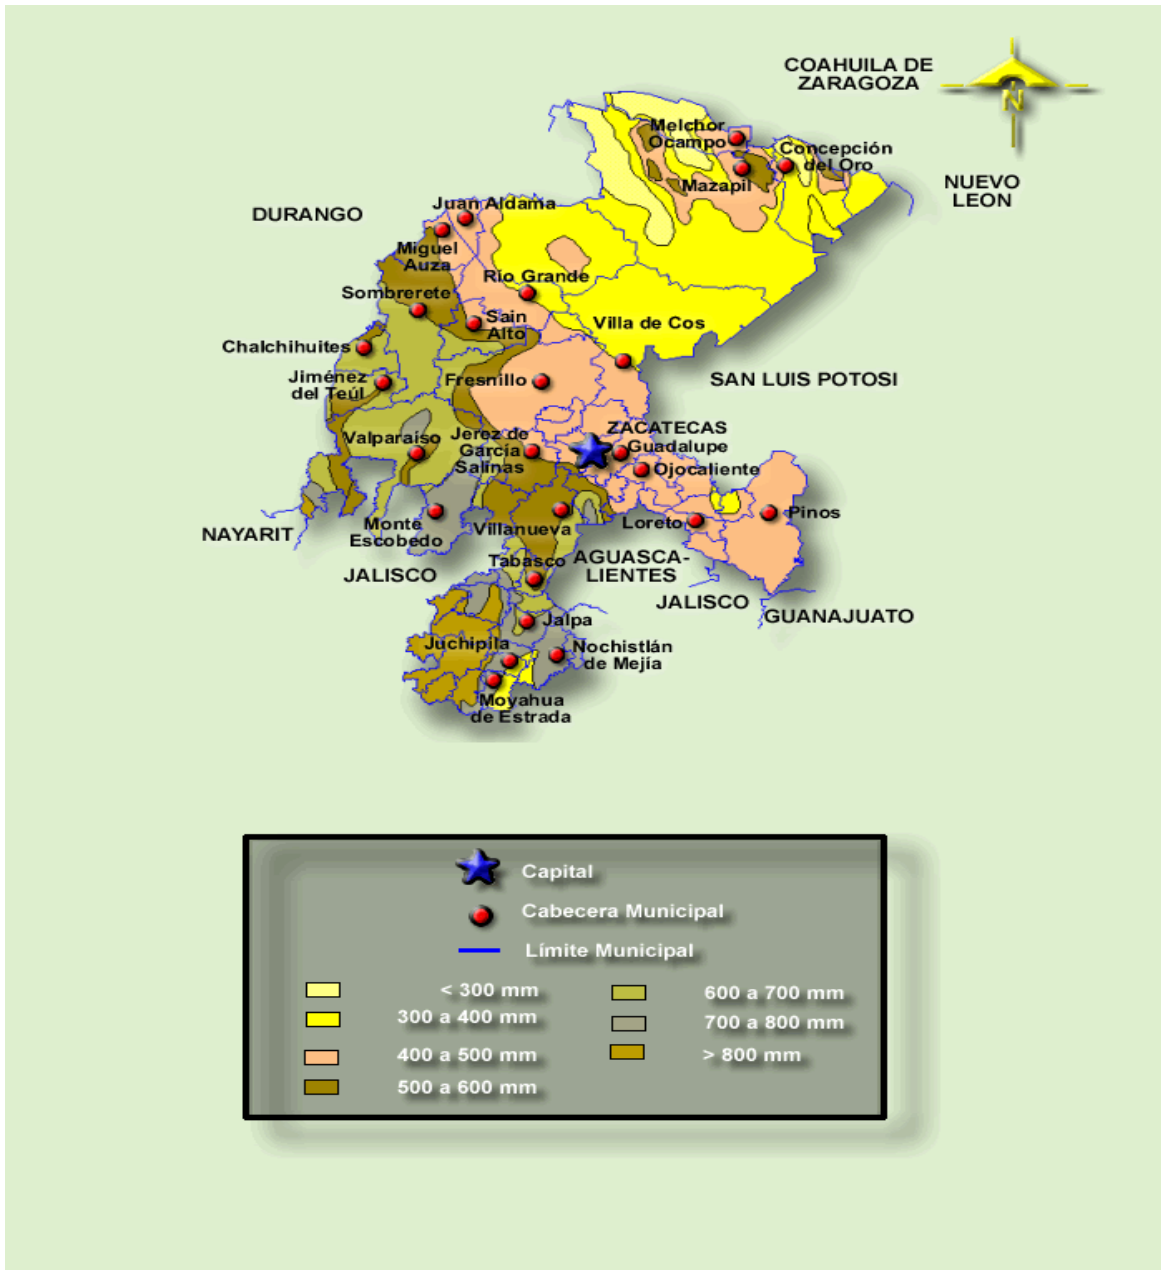 COAHUILA DE
ZARAGOZA
N
NUEVO
LEON
Melchor
Ocampo
Concepción
del Oro
Mazapil
DURANGO
Juan Aldama
Miguel
Auza
Río Grande
Sombrerete
Sain
Alto
Villa de Cos
Chalchihuites
Jiménez
del Teúl
Fresnillo
SAN LUIS POTOSI
Valparaíso
Jerez de
García
Salinas
ZACATECAS
Guadalupe
Ojocaliente
NAYARIT
Monte
Escobedo
Villanueva
Loreto
Pinos
JALISCO
Tabasco
AGUASCA-
LIENTES
JALISCO
GUANAJUATO
Jalpa
Juchipila
Nochistlán
de Mejía
Moyahua
de Estrada
Capital
Cabecera Municipal
Límite Municipal
< 300 mm
300 a 400 mm
400 a 500 mm
500 a 600 mm
600 a 700 mm
700 a 800 mm
> 800 mm